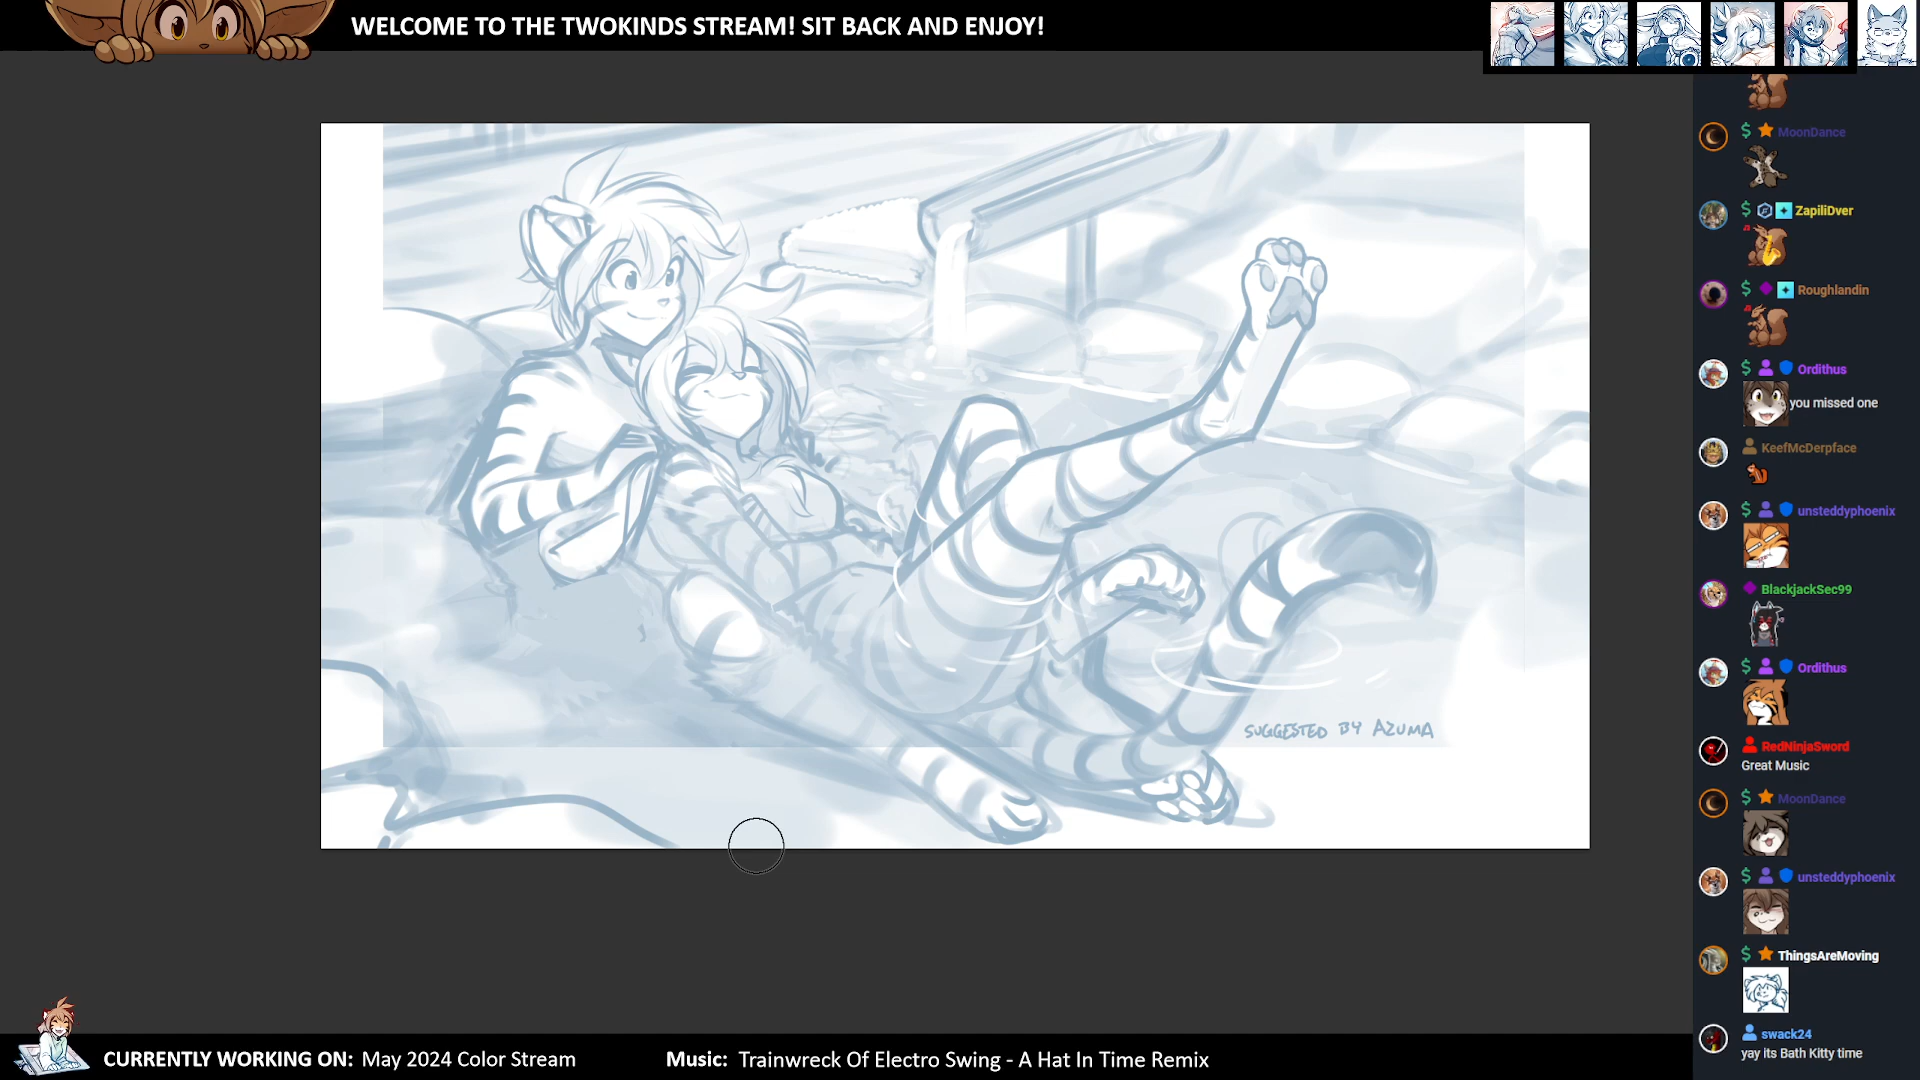 WELCOME TO THE TWOKINDS STREAM! SIT BACK AND ENJOY!
MoonDance
ZapiliDver
Roughlandin
Ordithus
you missed one
KeefMcDerpface
unsteddyphoenix
BlackjackSec99
Ordithus
RedNinjaSword
Great Music
MoonDance
unsteddyphoenix
ThingsAreMoving
swack24
yay its Bath Kitty time
SUGGESTED BY AZUMA
CURRENTLY WORKING ON: May 2024 Color Stream
Music: Trainwreck Of Electro Swing - A Hat In Time Remix